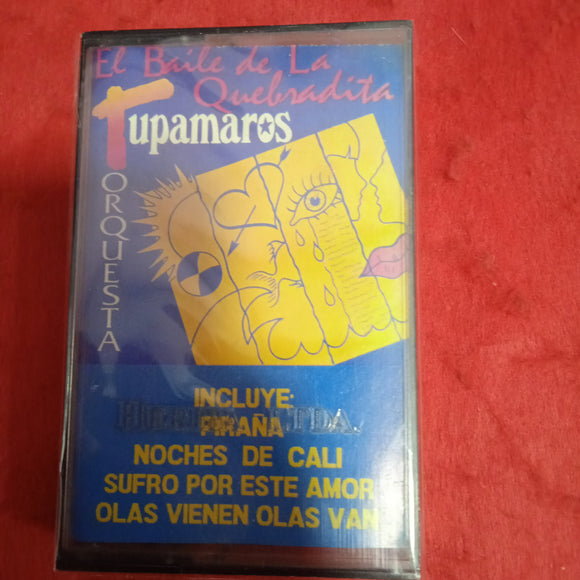 El Baile de La
Quebradita
Tupamaros
ORQUESTA
INCLUYE:
PIRAÑA
NOCHES DE CALI
SUFRO POR ESTE AMOR
OLAS VIENEN OLAS VAN